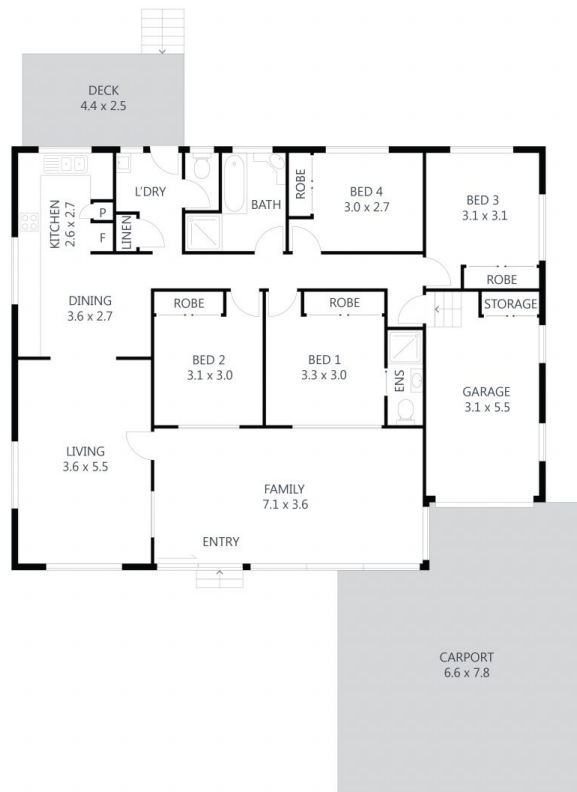 DECK
4.4 x 2.5
KITCHEN
2.6 x 2.7
P
F
L'DRY
LINEN
BATH
ROBE
BED 4
3.0 x 2.7
BED 3
3.1 x 3.1
ROBE
DINING
3.6 x 2.7
ROBE
BED 2
3.1 x 3.0
ROBE
BED 1
3.3 x 3.0
ENS
STORAGE
GARAGE
3.1 x 5.5
LIVING
3.6 x 5.5
FAMILY
7.1 x 3.6
ENTRY
CARPORT
6.6 x 7.8